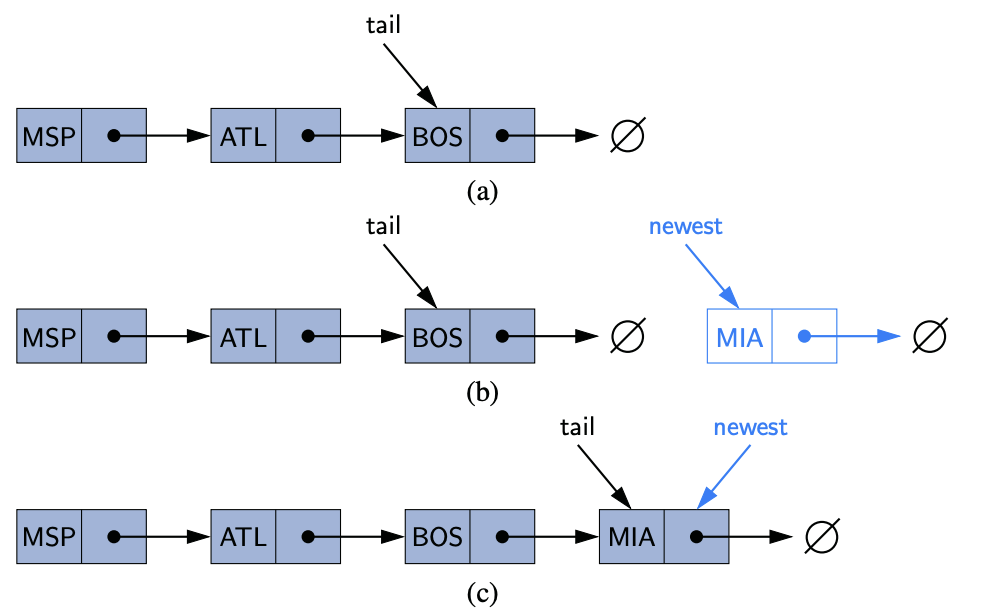 tail
MSP ATL BOS ∅
(a)
tail newest
MSP ATL BOS ∅ MIA ∅
(b)
tail newest
MSP ATL BOS MIA ∅
(c)